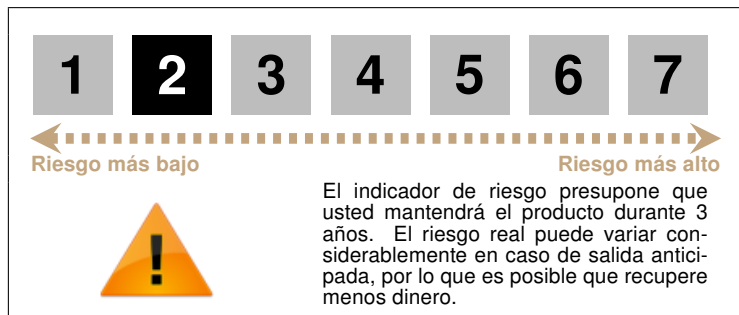 1 2 3 4 5 6 7
Riesgo más bajo Riesgo más alto
El indicador de riesgo presupone que
usted mantendrá el producto durante 3
años. El riesgo real puede variar con-
siderablemente en caso de salida antici-
pada, por lo que es posible que recupere
menos dinero.